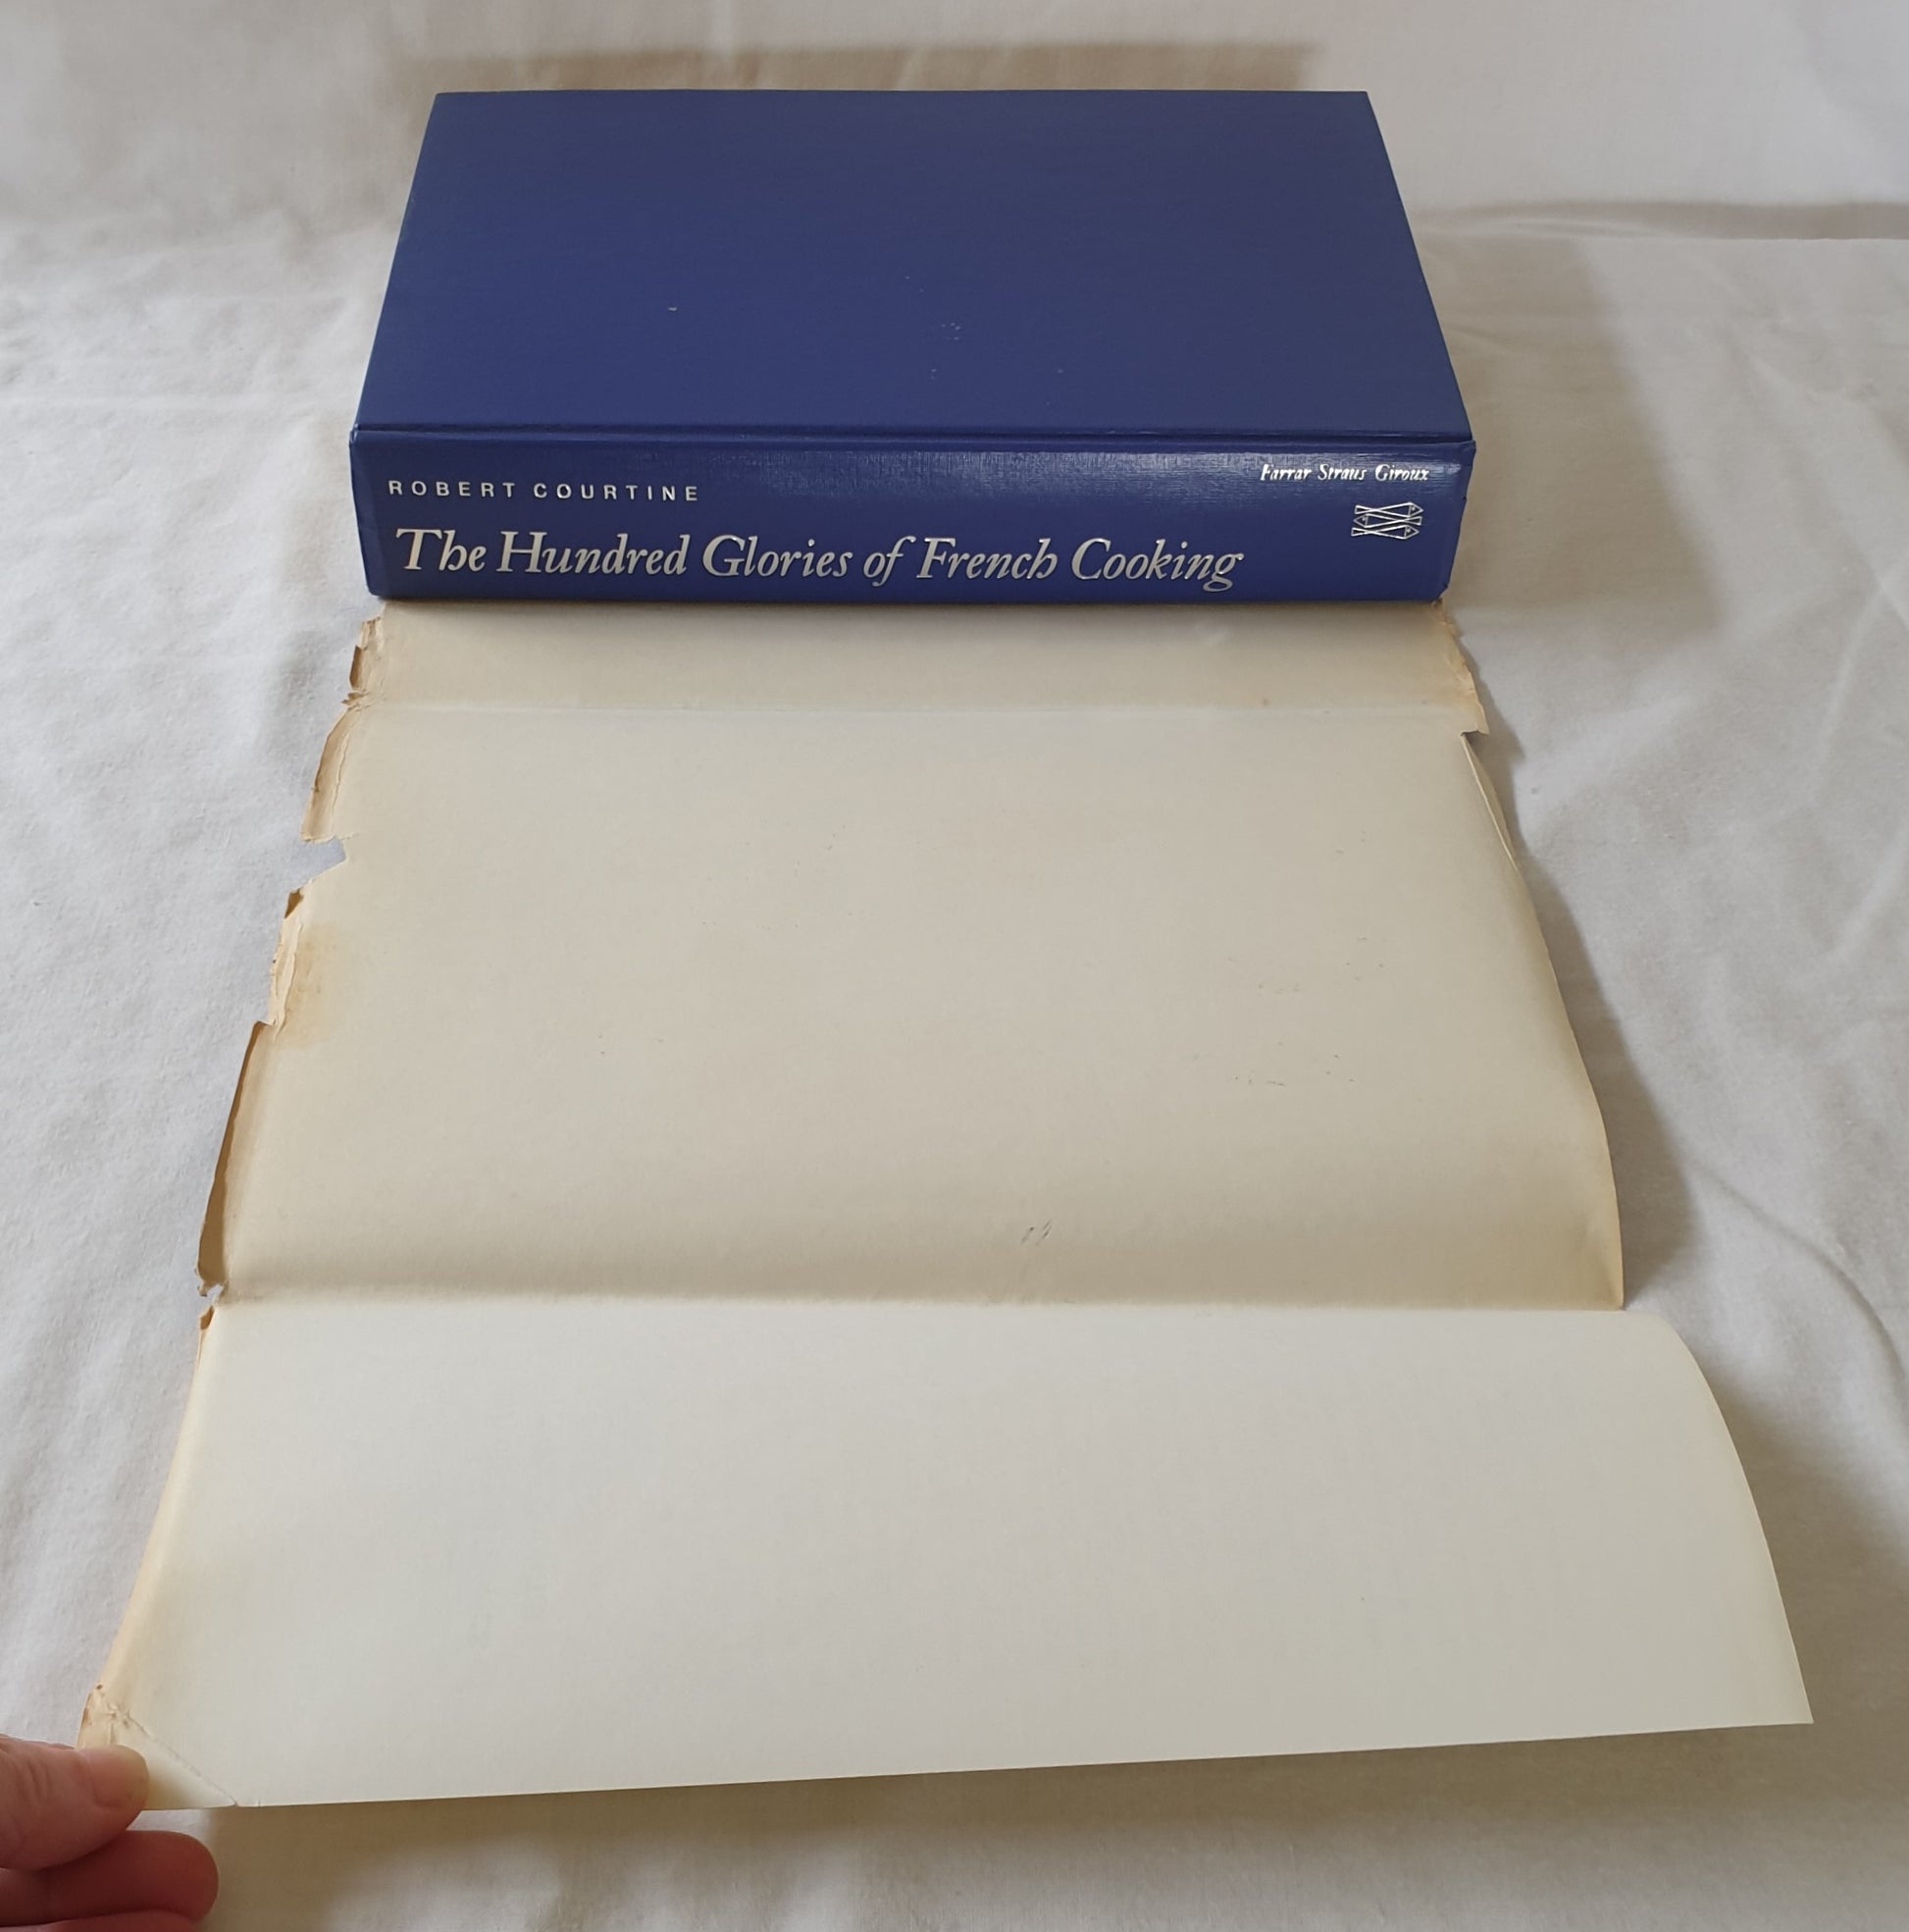 ROBERT COURTINE
The Hundred Glories of French Cooking
Farrar Straus Giroux